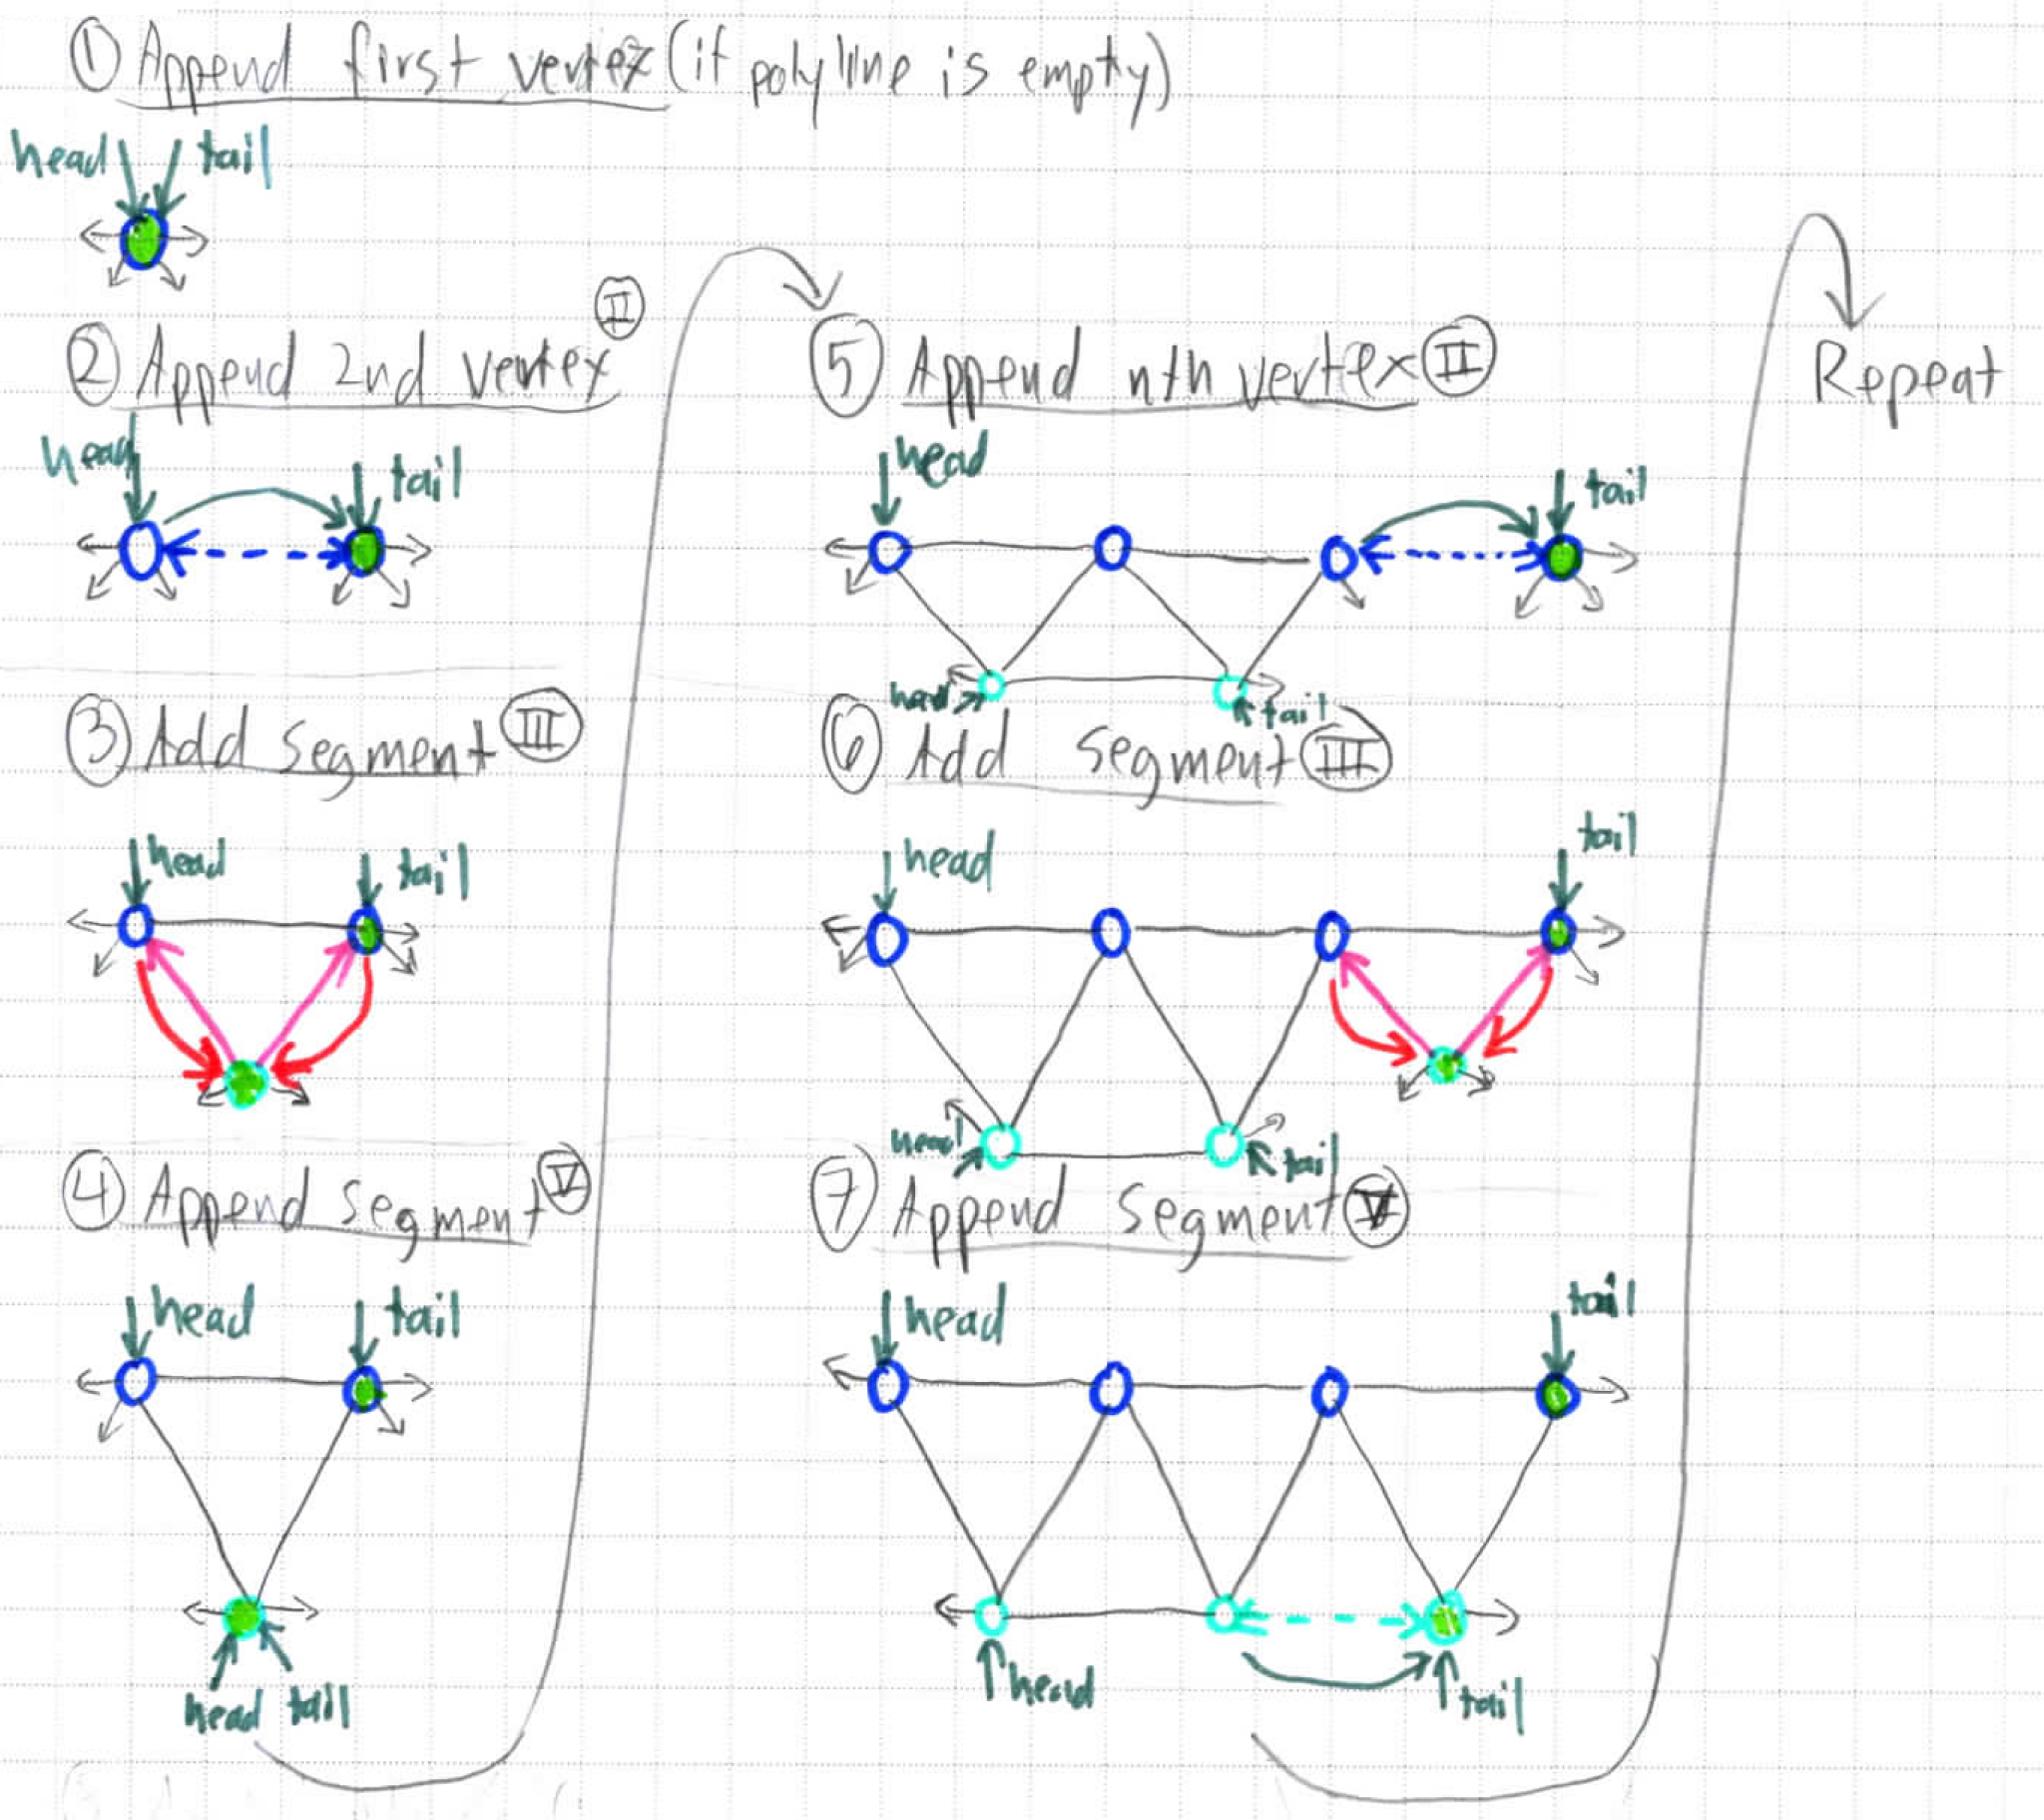 ① Append first vertex (if polyline is empty)
head tail
② Append 2nd vertex Ⅱ
head tail
③ Add segment Ⅲ
head tail
④ Append segment Ⅴ
head tail
head tail
⑤ Append nth vertex Ⅱ
head tail
head tail
⑥ Add segment Ⅲ
head tail
head tail
⑦ Append segment Ⅴ
head tail
head tail
Repeat